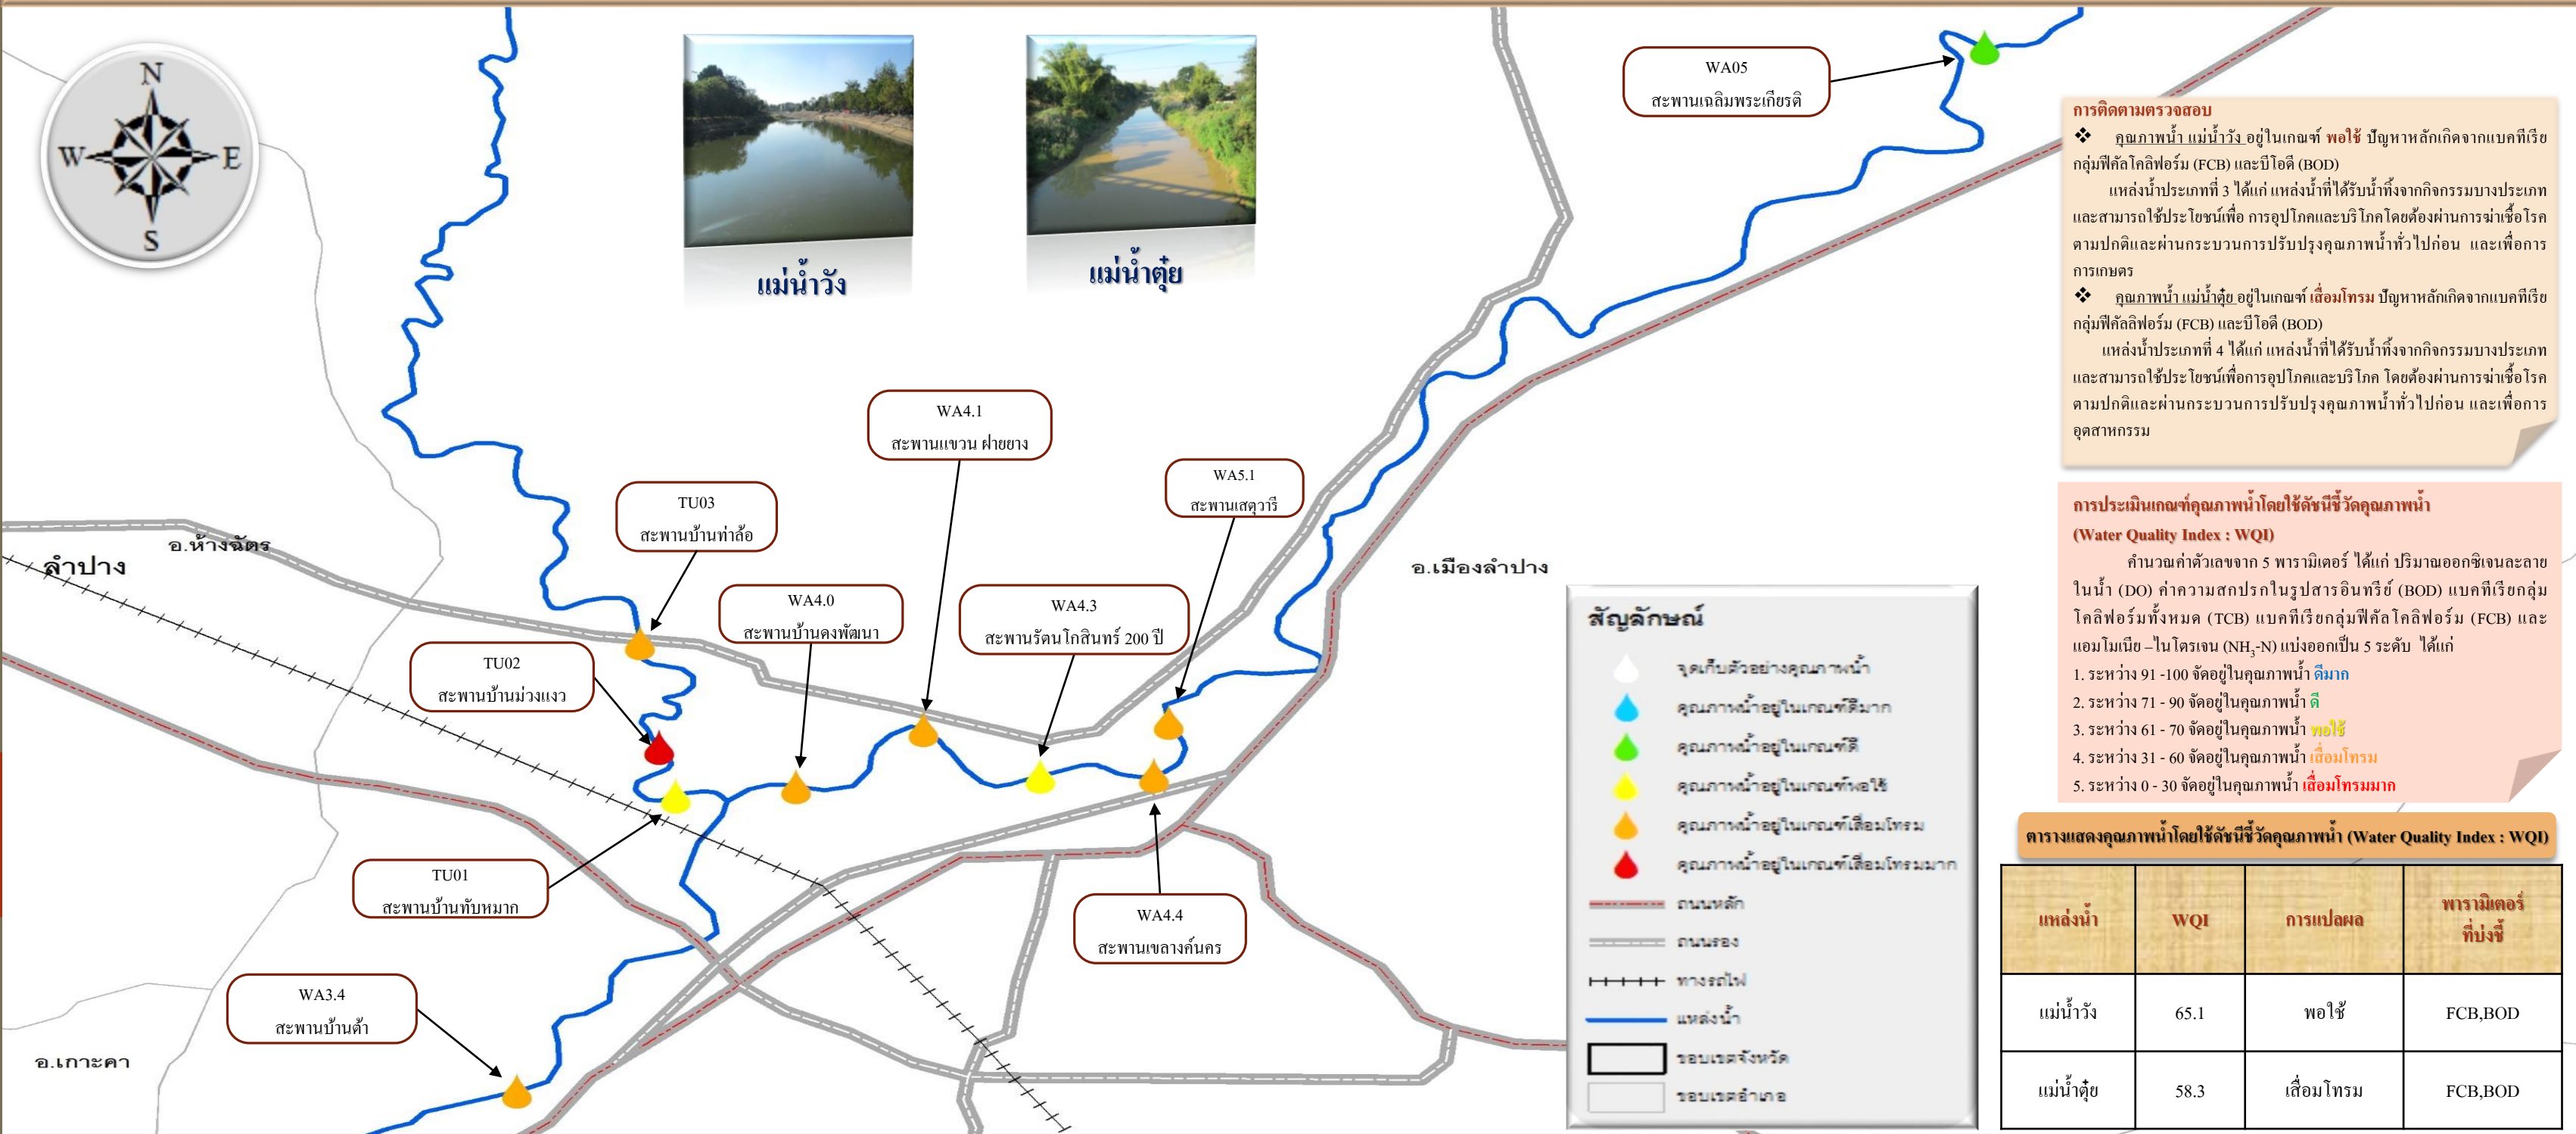 N
W
E
S
แม่น้ำวัง
แม่น้ำตุ๋ย
WA05
สะพานเฉลิมพระเกียรติ
WA4.1
สะพานแขวน ฝายยาง
WA5.1
สะพานเสตุวารี
TU03
สะพานบ้านท่าล้อ
WA4.0
สะพานบ้านดงพัฒนา
WA4.3
สะพานรัตนโกสินทร์ 200 ปี
TU02
สะพานบ้านม่วงแงว
TU01
สะพานบ้านทับหมาก
WA4.4
สะพานเขลางค์นคร
WA3.4
สะพานบ้านต้า
อ.ห้างฉัตร
ลำปาง
อ.เมืองลำปาง
อ.เกาะคา
สัญลักษณ์
จุดเก็บตัวอย่างคุณภาพน้ำ
คุณภาพน้ำอยู่ในเกณฑ์ดีมาก
คุณภาพน้ำอยู่ในเกณฑ์ดี
คุณภาพน้ำอยู่ในเกณฑ์พอใช้
คุณภาพน้ำอยู่ในเกณฑ์เสื่อมโทรม
คุณภาพน้ำอยู่ในเกณฑ์เสื่อมโทรมมาก
ถนนหลัก
ถนนรอง
ทางรถไฟ
แหล่งน้ำ
ขอบเขตจังหวัด
ขอบเขตอำเภอ
การติดตามตรวจสอบ
❖ คุณภาพน้ำ แม่น้ำวัง อยู่ในเกณฑ์ พอใช้ ปัญหาหลักเกิดจากแบคทีเรีย
กลุ่มฟีคัลโคลิฟอร์ม (FCB) และบีโอดี (BOD)
แหล่งน้ำประเภทที่ 3 ได้แก่ แหล่งน้ำที่ได้รับน้ำทิ้งจากกิจกรรมบางประเภท
และสามารถใช้ประโยชน์เพื่อ การอุปโภคและบริโภคโดยต้องผ่านการฆ่าเชื้อโรค
ตามปกติและผ่านกระบวนการปรับปรุงคุณภาพน้ำทั่วไปก่อน และเพื่อการ
การเกษตร
❖ คุณภาพน้ำ แม่น้ำตุ๋ย อยู่ในเกณฑ์ เสื่อมโทรม ปัญหาหลักเกิดจากแบคทีเรีย
กลุ่มฟีคัลลิฟอร์ม (FCB) และบีโอดี (BOD)
แหล่งน้ำประเภทที่ 4 ได้แก่ แหล่งน้ำที่ได้รับน้ำทิ้งจากกิจกรรมบางประเภท
และสามารถใช้ประโยชน์เพื่อการอุปโภคและบริโภค โดยต้องผ่านการฆ่าเชื้อโรค
ตามปกติและผ่านกระบวนการปรับปรุงคุณภาพน้ำทั่วไปก่อน และเพื่อการ
อุตสาหกรรม
การประเมินเกณฑ์คุณภาพน้ำโดยใช้ดัชนีชี้วัดคุณภาพน้ำ
(Water Quality Index : WQI)
คำนวณค่าตัวเลขจาก 5 พารามิเตอร์ ได้แก่ ปริมาณออกซิเจนละลาย
ในน้ำ (DO) ค่าความสกปรกในรูปสารอินทรีย์ (BOD) แบคทีเรียกลุ่ม
โคลิฟอร์มทั้งหมด (TCB) แบคทีเรียกลุ่มฟีคัลโคลิฟอร์ม (FCB) และ
แอมโมเนีย –ไนโตรเจน (NH3-N) แบ่งออกเป็น 5 ระดับ ได้แก่
1. ระหว่าง 91 -100 จัดอยู่ในคุณภาพน้ำ ดีมาก
2. ระหว่าง 71 - 90 จัดอยู่ในคุณภาพน้ำ ดี
3. ระหว่าง 61 - 70 จัดอยู่ในคุณภาพน้ำ พอใช้
4. ระหว่าง 31 - 60 จัดอยู่ในคุณภาพน้ำ เสื่อมโทรม
5. ระหว่าง 0 - 30 จัดอยู่ในคุณภาพน้ำ เสื่อมโทรมมาก
ตารางแสดงคุณภาพน้ำโดยใช้ดัชนีชี้วัดคุณภาพน้ำ (Water Quality Index : WQI)
แหล่งน้ำ WQI การแปลผล พารามิเตอร์
ที่บ่งชี้
แม่น้ำวัง 65.1 พอใช้ FCB,BOD
แม่น้ำตุ๋ย 58.3 เสื่อมโทรม FCB,BOD